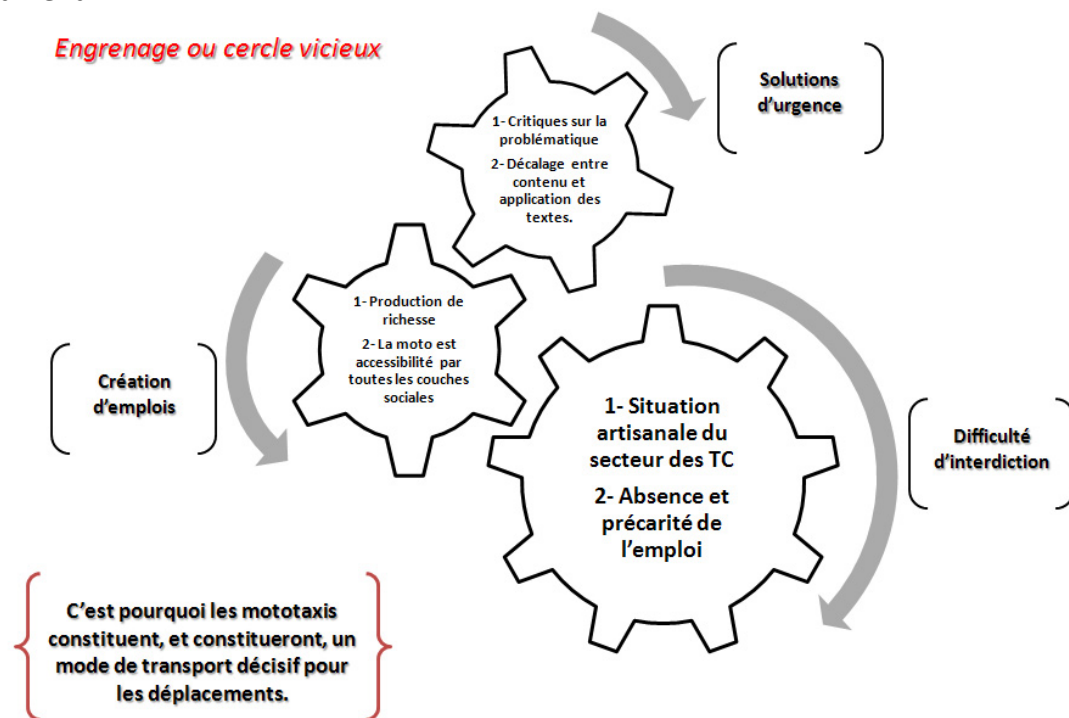 Engrenage ou cercle vicieux
Solutions
d'urgence
1- Critiques sur la
problématique
2- Décalage entre
contenu et
application des
textes.
1- Production de
richesse
2- La moto est
accessibilité par
toutes les couches
sociales
Création
d'emplois
1- Situation
artisanale du
secteur des TC
2- Absence et
précarité de
l'emploi
Difficulté
d'interdiction
C'est pourquoi les mototaxis
constituent, et constitueront, un
mode de transport décisif pour
les déplacements.